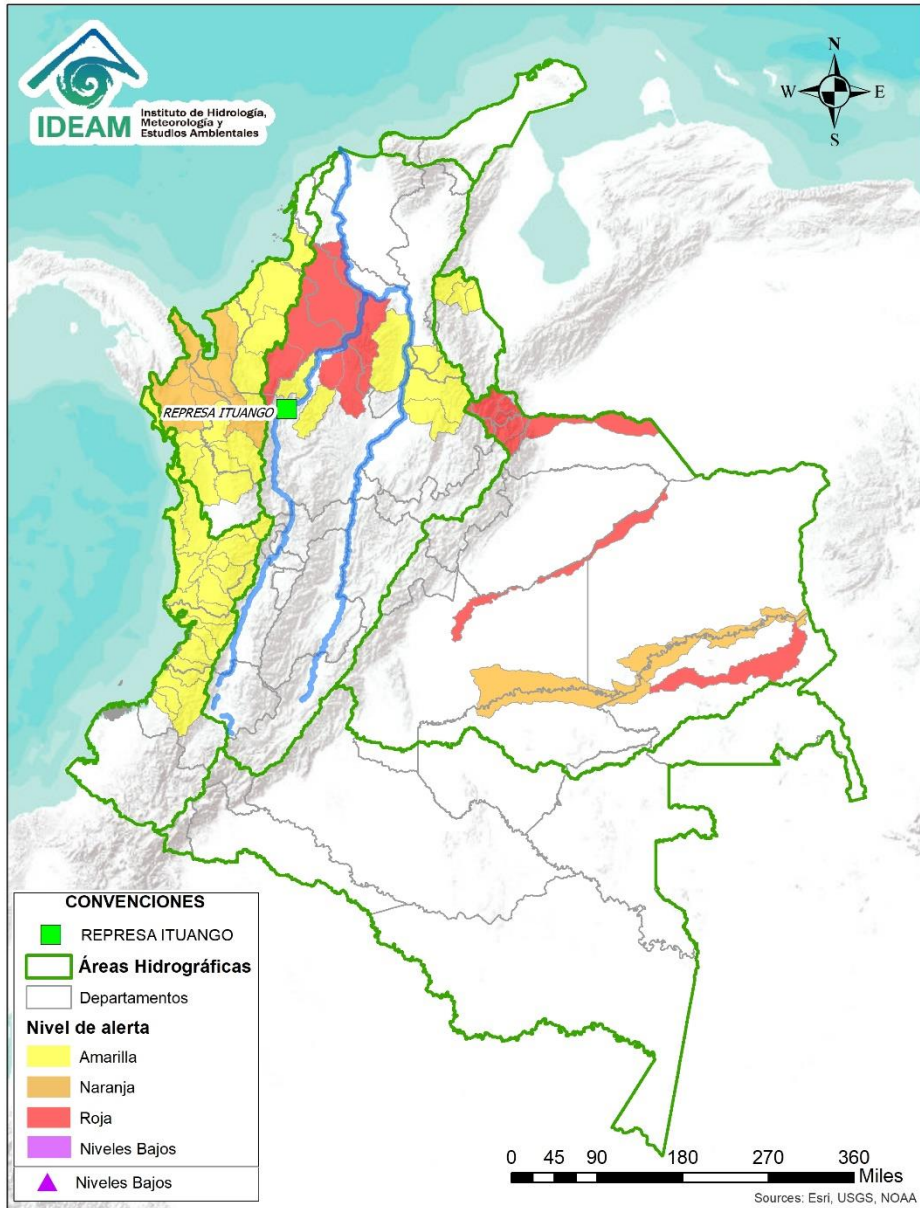 IDEAM
Instituto de Hidrología,
Meteorología y
Estudios Ambientales
N
W
E
S
REPRESA ITUANGO
CONVENCIONES
REPRESA ITUANGO
Áreas Hidrográficas
Departamentos
Nivel de alerta
Amarilla
Naranja
Roja
Niveles Bajos
Niveles Bajos
0 45 90 180 270 360
Miles
Sources: Esri, USGS, NOAA